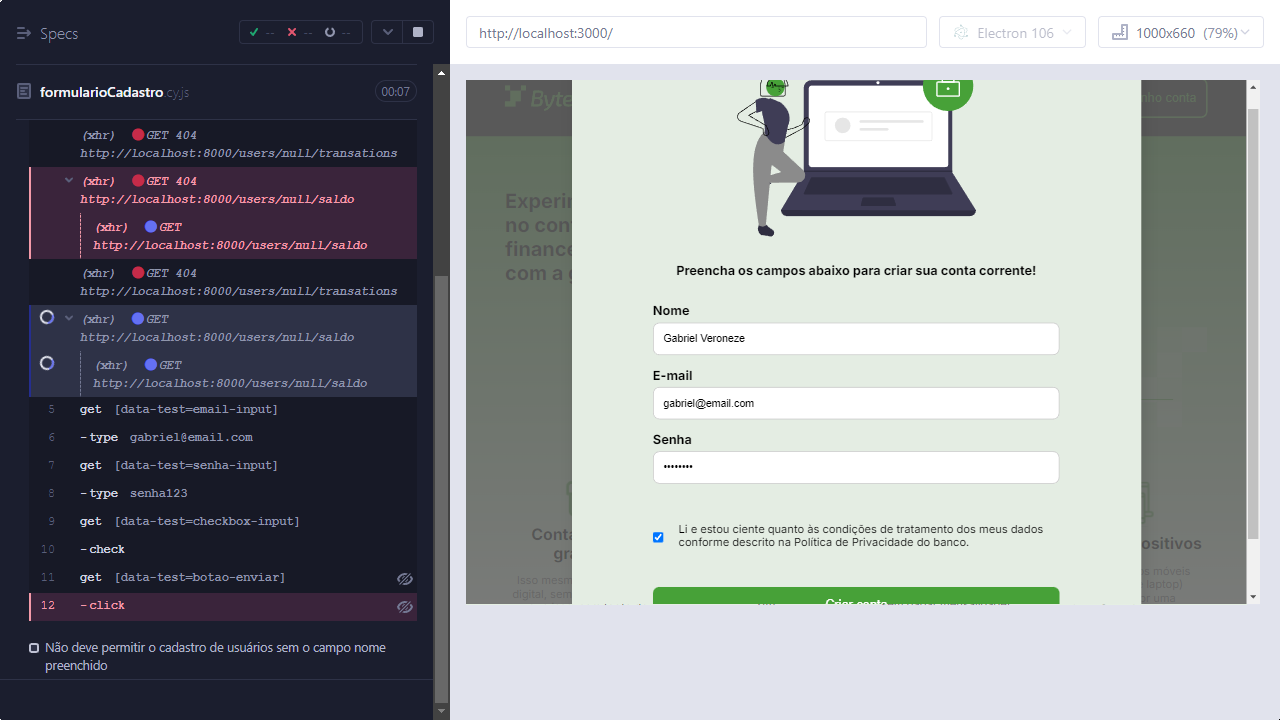 Specs
-- -- --
formularioCadastro.cy.js 00:07
(xhr) GET 404
http://localhost:8000/users/null/transations
(xhr) GET 404
http://localhost:8000/users/null/saldo
(xhr) GET
http://localhost:8000/users/null/saldo
(xhr) GET 404
http://localhost:8000/users/null/transations
(xhr) GET
http://localhost:8000/users/null/saldo
(xhr) GET
http://localhost:8000/users/null/saldo
5 get [data-test=email-input]
6 -type gabriel@email.com
7 get [data-test=senha-input]
8 -type senha123
9 get [data-test=checkbox-input]
10 -check
11 get [data-test=botao-enviar]
12 -click
Não deve permitir o cadastro de usuários sem o campo nome
preenchido
http://localhost:3000/
Electron 106
1000x660 (79%)
Byte
nho conta
Experin
no con
finance
com a g
Preencha os campos abaixo para criar sua conta corrente!
Nome
Gabriel Veroneze
E-mail
gabriel@email.com
Senha
••••••••
Li e estou ciente quanto às condições de tratamento dos meus dados
conforme descrito na Política de Privacidade do banco.
Criar conta
Conta
gra
Isso mesm
digital, sem
ositivos
os móveis
laptop)
r uma